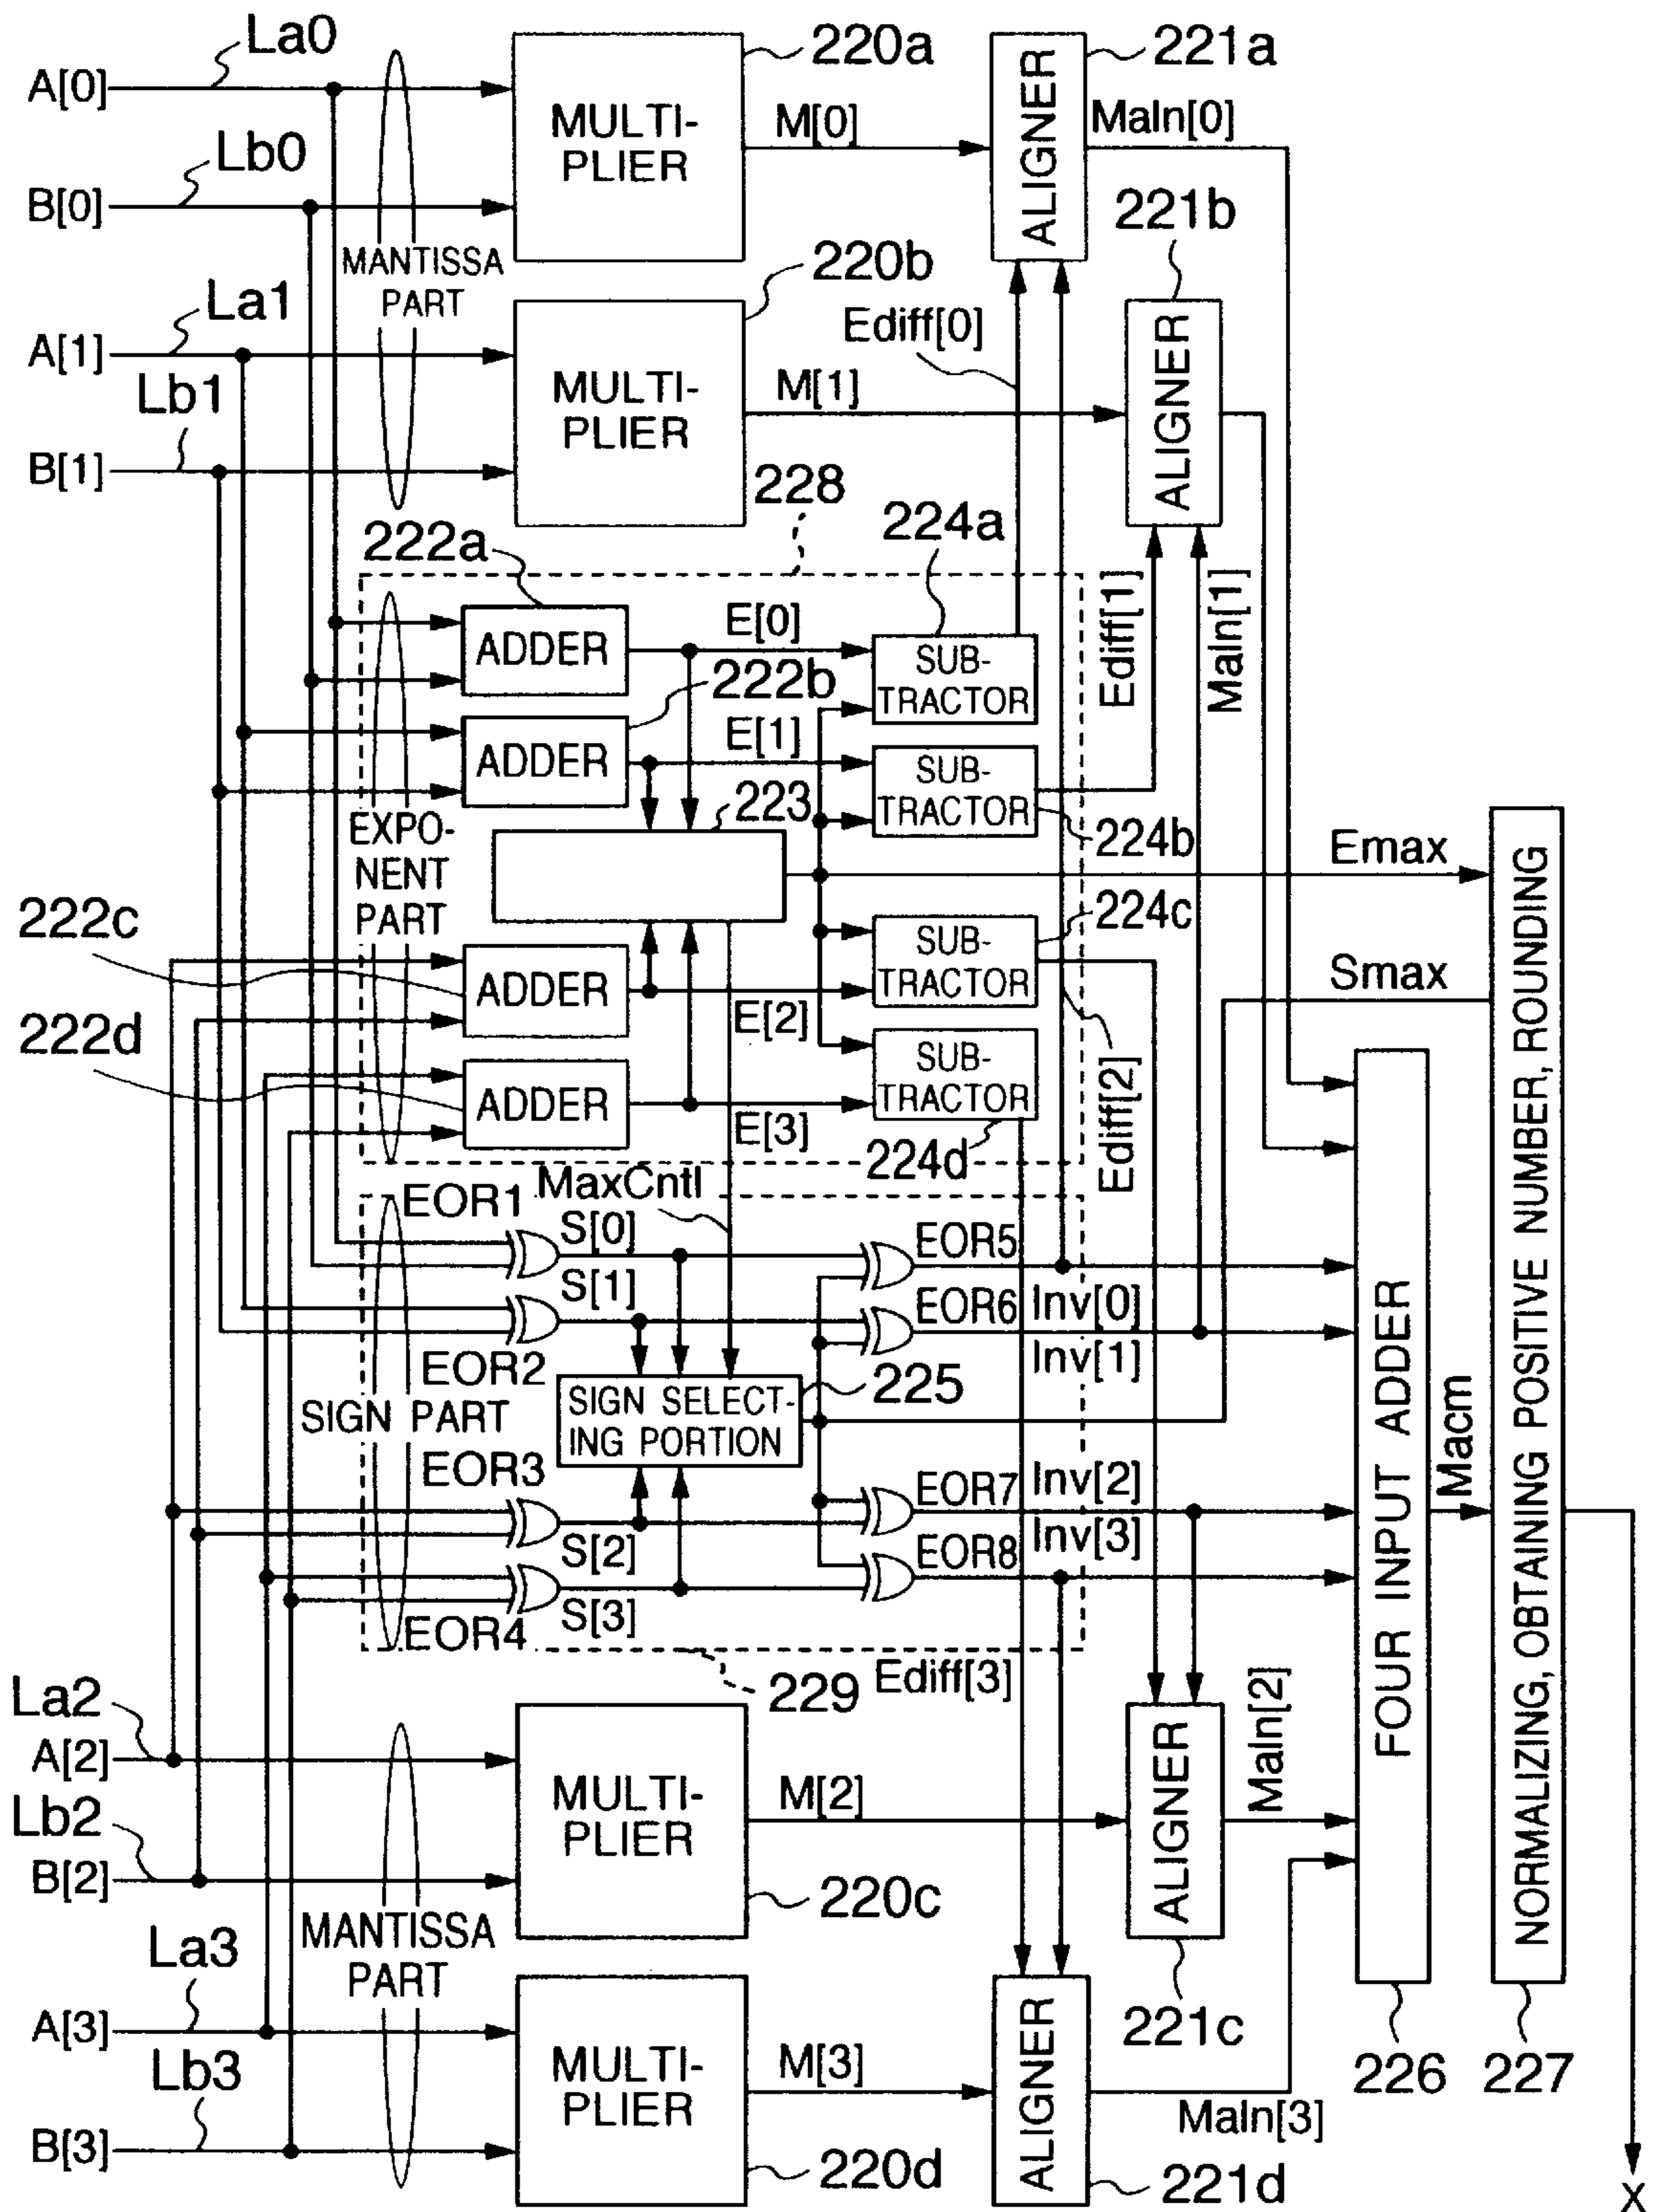 La0
220a
221a
A[0]
MULTI-
PLIER
M[0]
ALIGNER
Maln[0]
Lb0
B[0]
MANTISSA
PART
220b
221b
La1
Ediff[0]
A[1]
Lb1
MULTI-
PLIER
M[1]
ALIGNER
B[1]
228
224a
222a
Ediff[1]
Maln[1]
ADDER
E[0]
SUB-
TRACTOR
222b
ADDER
E[1]
SUB-
TRACTOR
223
224b
EXPO-
NENT
PART
Emax
222c
224c
ADDER
SUB-
TRACTOR
Smax
E[2]
222d
ADDER
SUB-
TRACTOR
E[3]
224d
Ediff[2]
MaxCntl
EOR1
S[0]
EOR5
S[1]
EOR6
Inv[0]
Inv[1]
EOR2
225
SIGN PART
SIGN SELECT-
ING PORTION
EOR3
EOR7
Inv[2]
S[2]
EOR8
Inv[3]
S[3]
EOR4
229
Ediff[3]
FOUR INPUT ADDER
Macm
NORMALIZING, OBTAINING POSITIVE NUMBER, ROUNDING
La2
A[2]
MULTI-
PLIER
M[2]
ALIGNER
Maln[2]
Lb2
B[2]
220c
MANTISSA
PART
La3
221c
A[3]
MULTI-
PLIER
M[3]
ALIGNER
226
227
Lb3
Maln[3]
B[3]
220d
221d
X